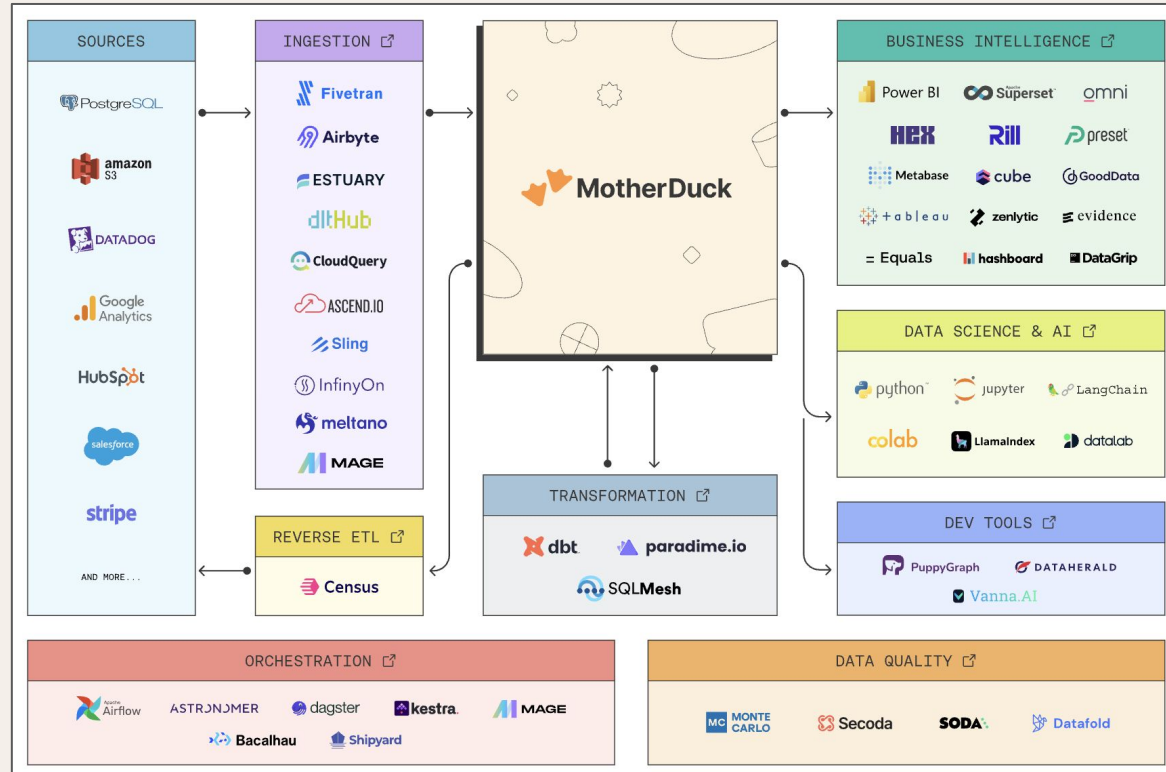 SOURCES
PostgreSQL
amazon
S3
DATADOG
Google
Analytics
HubSpot
salesforce
stripe
AND MORE...
INGESTION
Fivetran
Airbyte
ESTUARY
dltHub
CloudQuery
ASCEND.IO
Sling
InfinyOn
meltano
MAGE
REVERSE ETL
Census
MotherDuck
TRANSFORMATION
dbt
paradime.io
SQLMesh
BUSINESS INTELLIGENCE
Power BI Apache Superset omni
HEX Rill preset
Metabase cube GoodData
+ableau zenlytic evidence
= Equals hashboard DataGrip
DATA SCIENCE & AI
python jupyter LangChain
colab LlamaIndex datalab
DEV TOOLS
PuppyGraph DATAHERALD
Vanna.AI
ORCHESTRATION
Apache Airflow ASTRONOMER dagster kestra. MAGE
Bacalhau Shipyard
DATA QUALITY
MC MONTE CARLO Secoda SODA Datafold